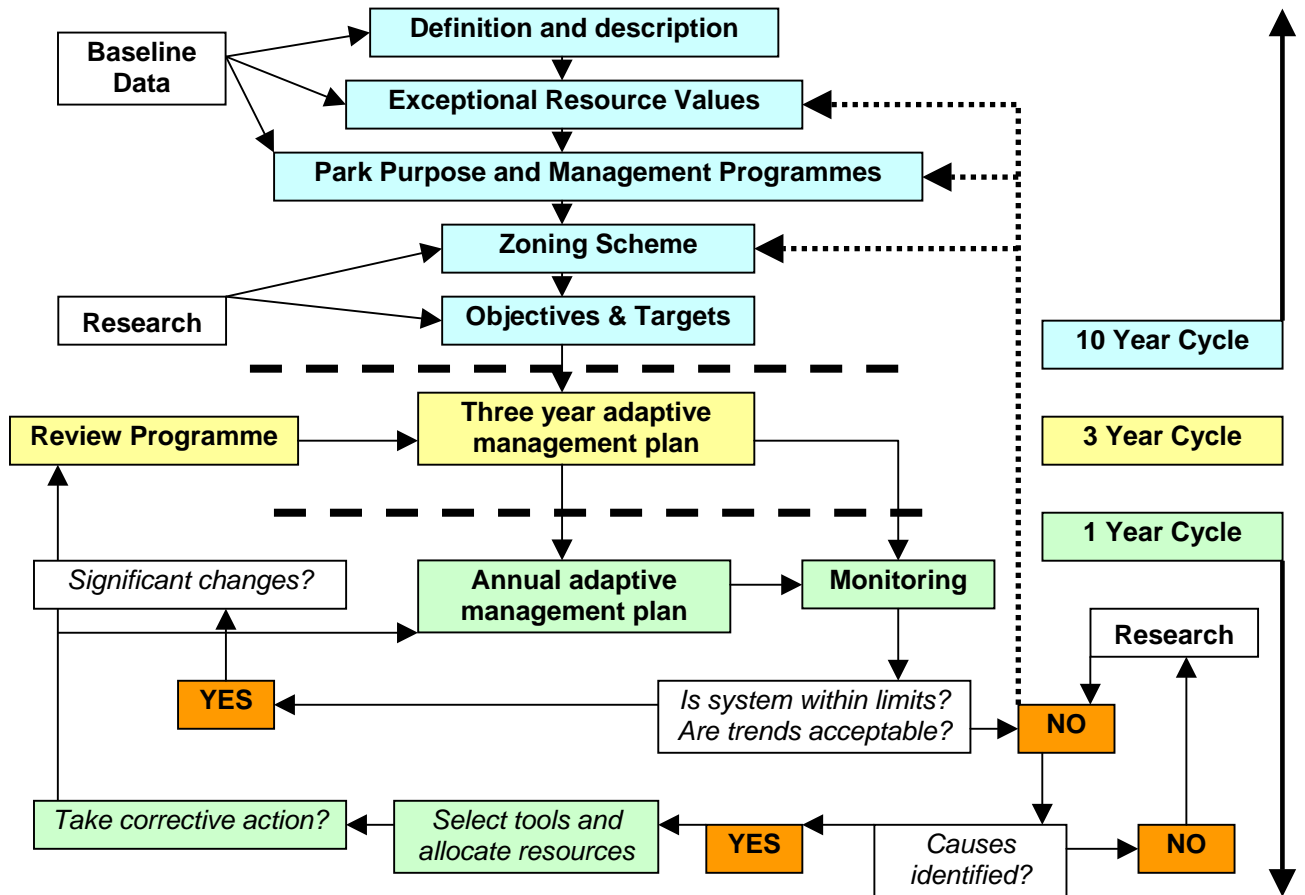 Definition and description
Baseline
Data
Exceptional Resource Values
Park Purpose and Management Programmes
Zoning Scheme
Research
Objectives & Targets
10 Year Cycle
Review Programme
Three year adaptive
management plan
3 Year Cycle
1 Year Cycle
Significant changes?
Annual adaptive
management plan
Monitoring
Research
YES
Is system within limits?
Are trends acceptable?
NO
Take corrective action?
Select tools and
allocate resources
YES
Causes
identified?
NO